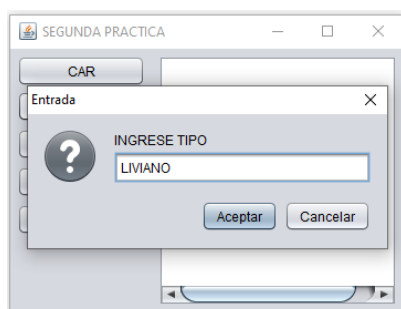 SEGUNDA PRACTICA
CAR
Entrada
INGRESE TIPO
LIVIANO
Aceptar
Cancelar